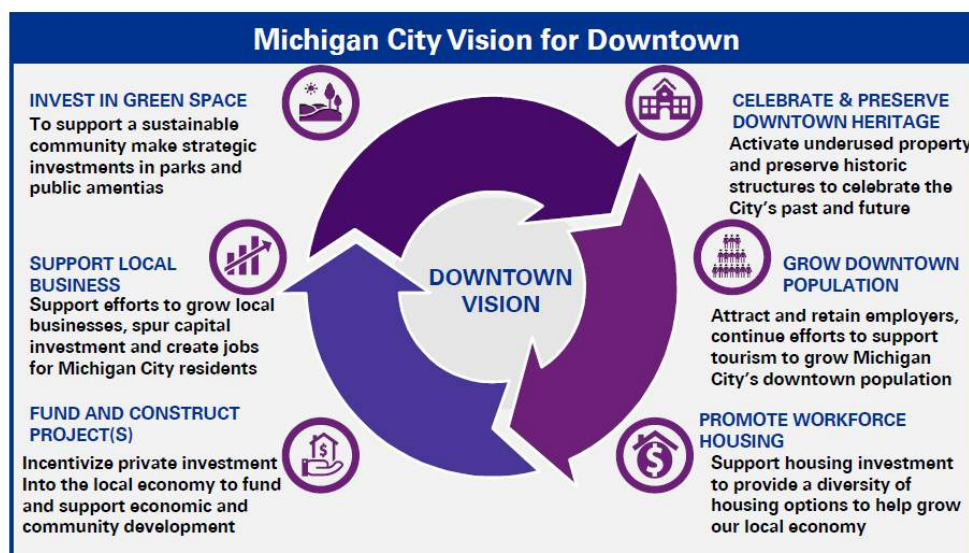 Michigan City Vision for Downtown
INVEST IN GREEN SPACE
To support a sustainable
community make strategic
investments in parks and
public amentias
SUPPORT LOCAL
BUSINESS
Support efforts to grow local
businesses, spur capital
investment and create jobs
for Michigan City residents
FUND AND CONSTRUCT
PROJECT(S)
Incentivize private investment
Into the local economy to fund
and support economic and
community development
DOWNTOWN
VISION
CELEBRATE & PRESERVE
DOWNTOWN HERITAGE
Activate underused property
and preserve historic
structures to celebrate the
City's past and future
GROW DOWNTOWN
POPULATION
Attract and retain employers,
continue efforts to support
tourism to grow Michigan
City's downtown population
PROMOTE WORKFORCE
HOUSING
Support housing investment
to provide a diversity of
housing options to help grow
our local economy
$
$